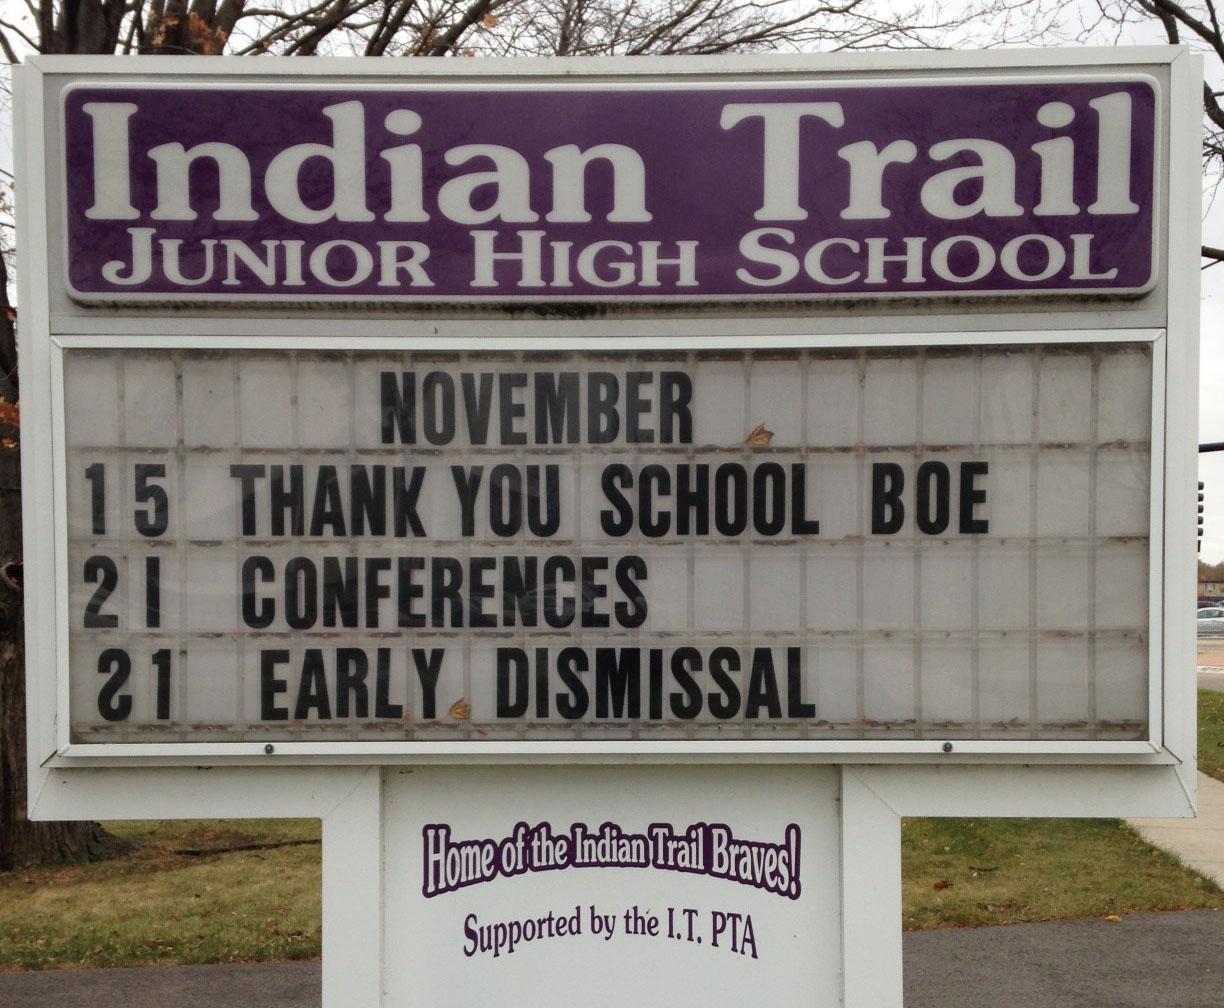 Indian Trail
JUNIOR HIGH SCHOOL
NOVEMBER
15 THANK YOU SCHOOL BOE
21 CONFERENCES
21 EARLY DISMISSAL
Home of the Indian Trail Braves!
Supported by the I.T. PTA